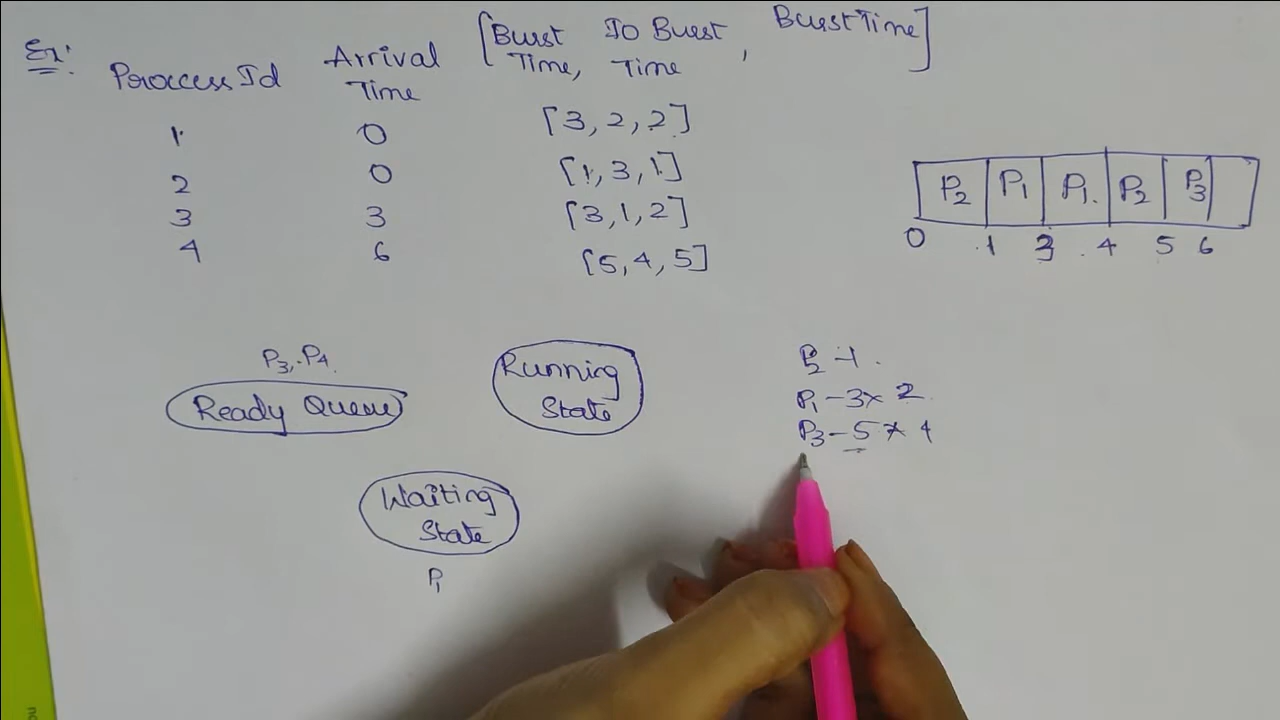 Ex:
Proccess Id Arrival Time [Burst Time, IO Burst Time, Burst Time]
1 0 [3, 2, 2]
2 0 [1, 3, 1]
3 3 [3, 1, 2]
4 6 [5, 4, 5]
P2 P1 P1. P2 P3
0 1 3 4 5 6
P3, P4
Ready Queue
Running State
Waiting State
P1
P2 - 1
P1 - 3 x 2
P3 - 5 x 4